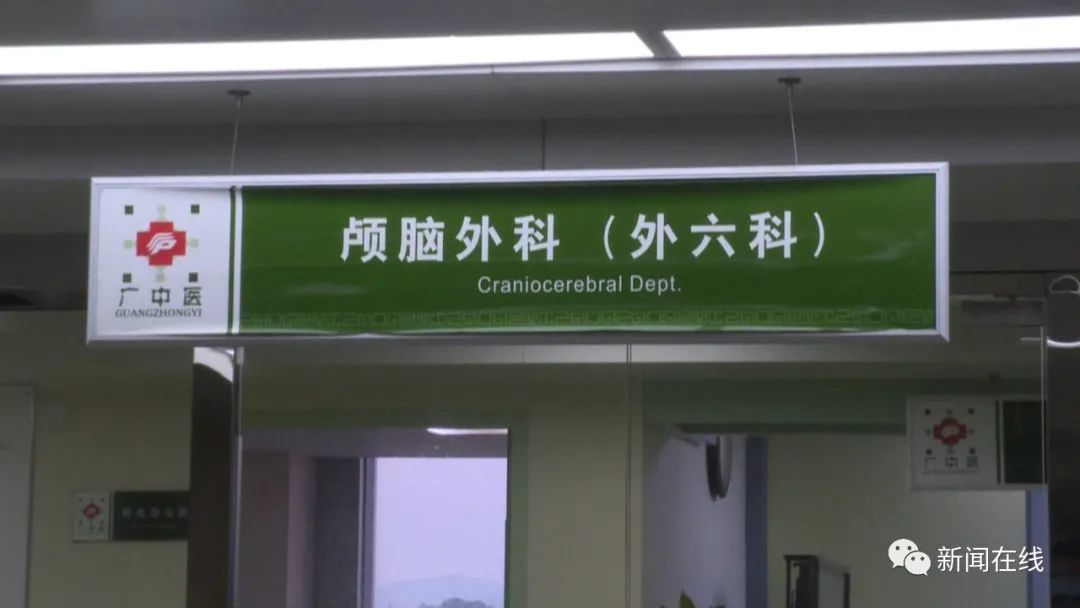 颅脑外科（外六科）
Craniocerebral Dept.
广中医
GUANGZHONGYI
广中医
新闻在线